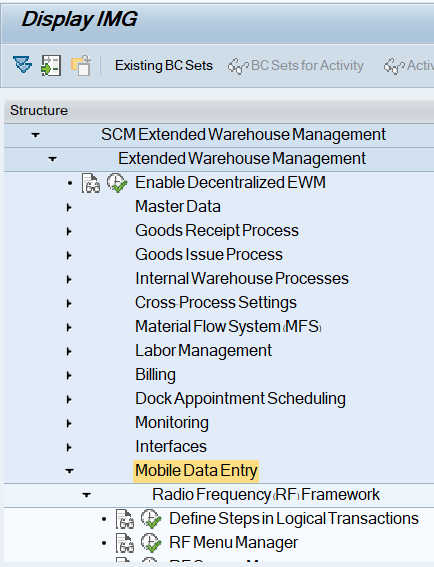 Display IMG
Existing BC Sets BC Sets for Activity Activ
Structure
SCM Extended Warehouse Management
Extended Warehouse Management
Enable Decentralized EWM
Master Data
Goods Receipt Process
Goods Issue Process
Internal Warehouse Processes
Cross-Process Settings
Material Flow System (MFS)
Labor Management
Billing
Dock Appointment Scheduling
Monitoring
Interfaces
Mobile Data Entry
Radio Frequency (RF) Framework
Define Steps in Logical Transactions
RF Menu Manager